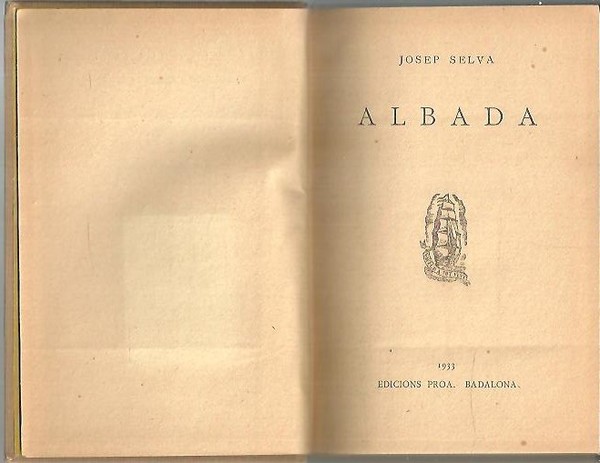 JOSEP SELVA
ALBADA
1933
EDICIONS PROA. BADALONA.